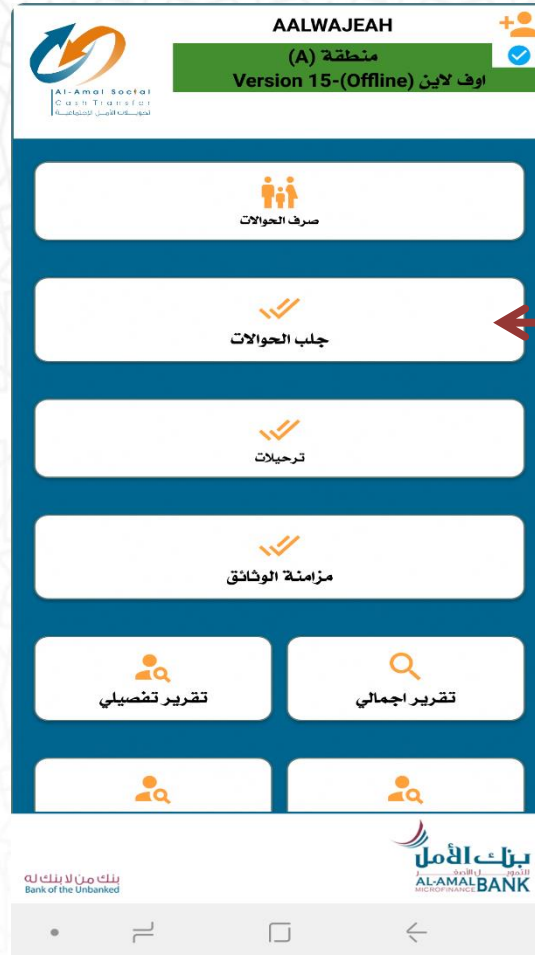 AALWAJEAH
منطقة (A)
اوف لاين (Offline)-Version 15
Al-Amal Social
Cash Transfer
صرف الحوالات
جلب الحوالات
ترحيلات
مزامنة الوثائق
تقرير اجمالي
تقرير تفصيلي
بنك الأمل
للتمويل الأصغر
AL-AMAL BANK
MICROFINANCE
بنك من لا بنك له
Bank of the Unbanked